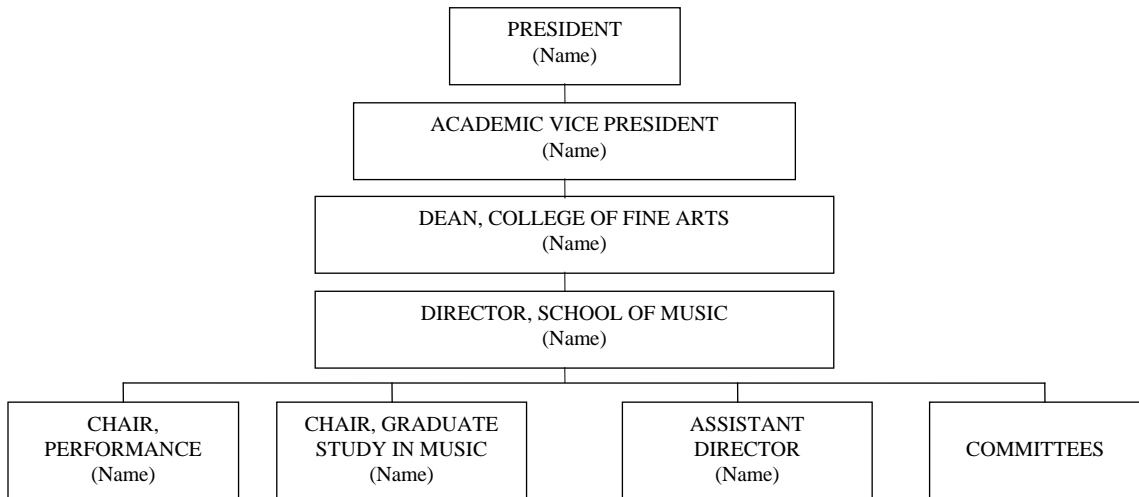 PRESIDENT
(Name)
ACADEMIC VICE PRESIDENT
(Name)
DEAN, COLLEGE OF FINE ARTS
(Name)
DIRECTOR, SCHOOL OF MUSIC
(Name)
CHAIR,
PERFORMANCE
(Name)
CHAIR, GRADUATE
STUDY IN MUSIC
(Name)
ASSISTANT
DIRECTOR
(Name)
COMMITTEES